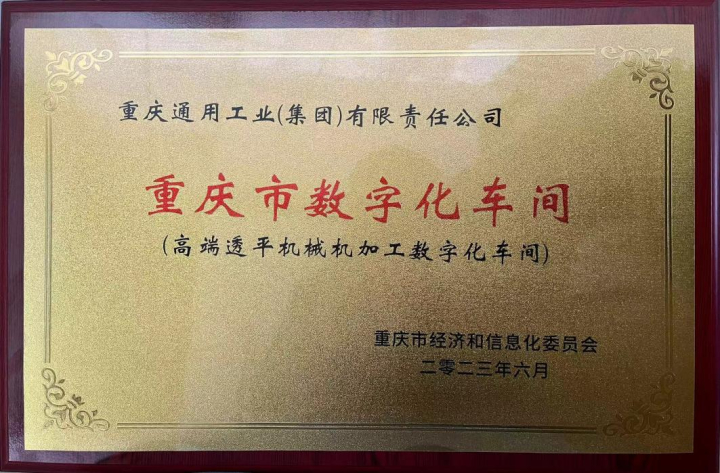 重庆通用工业(集团)有限责任公司
重庆市数字化车间
(高端透平机械机加工数字化车间)
重庆市经济和信息化委员会
二零二三年六月